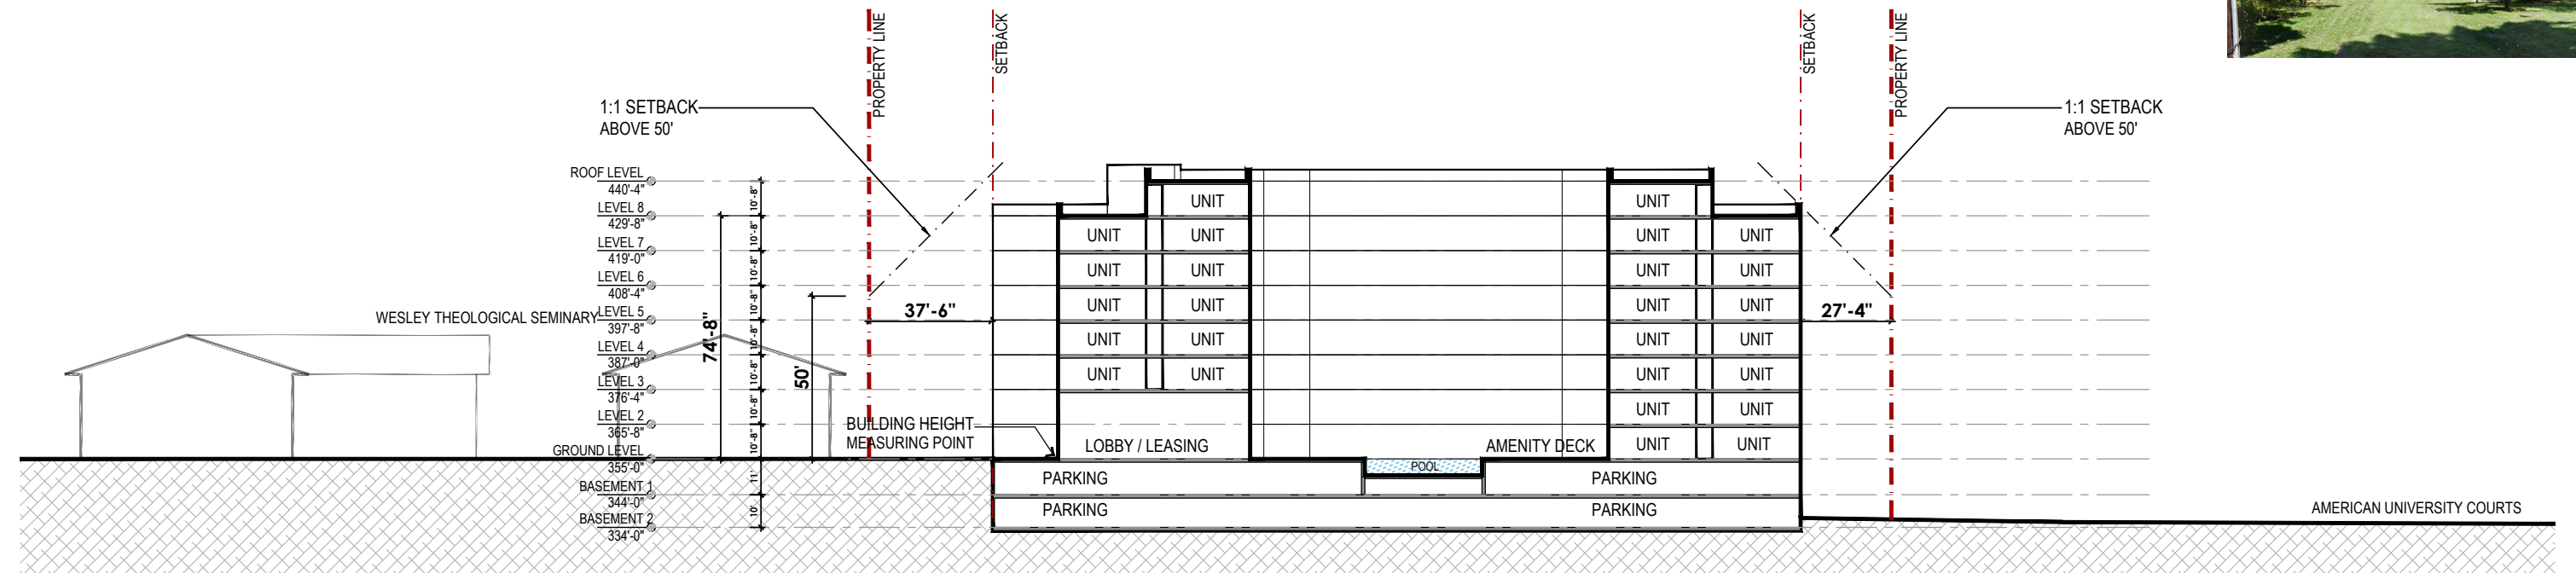 PROPERTY LINE
SETBACK
SETBACK
PROPERTY LINE
1:1 SETBACK
ABOVE 50'
1:1 SETBACK
ABOVE 50'
ROOF LEVEL
440'-4"
LEVEL 8
429'-8"
LEVEL 7
419'-0"
LEVEL 6
408'-4"
LEVEL 5
397'-8"
LEVEL 4
387'-0"
LEVEL 3
376'-4"
LEVEL 2
365'-8"
GROUND LEVEL
355'-0"
BASEMENT 1
344'-0"
BASEMENT 2
334'-0"
10'-8"
10'-8"
10'-8"
10'-8"
10'-8"
10'-8"
10'-8"
10'-8"
11'
10'
74'-8"
50'
37'-6"
27'-4"
WESLEY THEOLOGICAL SEMINARY
BUILDING HEIGHT
MEASURING POINT
UNIT UNIT
UNIT UNIT UNIT UNIT
UNIT UNIT UNIT UNIT
UNIT UNIT UNIT UNIT
UNIT UNIT UNIT UNIT
UNIT UNIT UNIT UNIT
UNIT UNIT
LOBBY / LEASING AMENITY DECK UNIT UNIT
POOL
PARKING PARKING
PARKING PARKING
AMERICAN UNIVERSITY COURTS